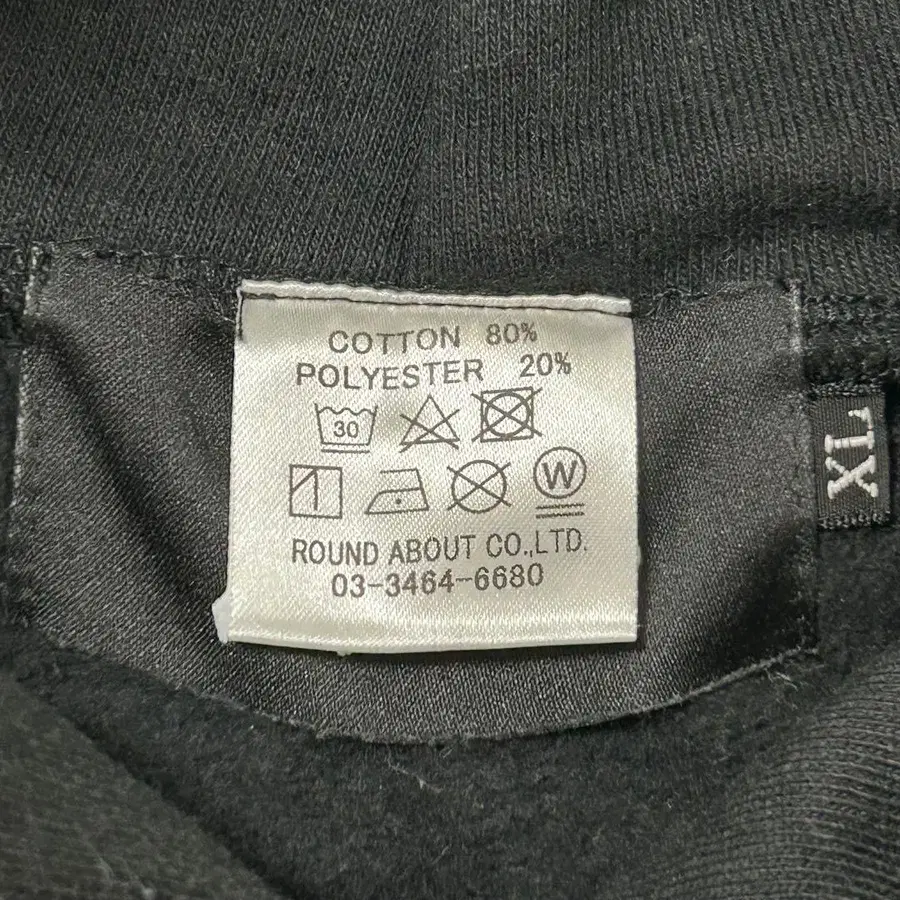 COTTON 80%
POLYESTER 20%
30
W
ROUND ABOUT CO.,LTD.
03-3464-6680
XL